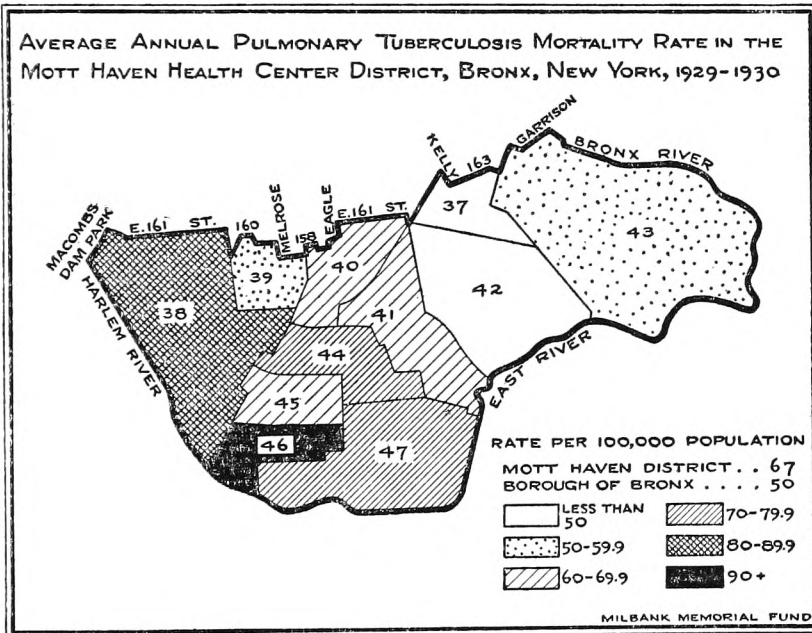 AVERAGE ANNUAL PULMONARY TUBERCULOSIS MORTALITY RATE IN THE
MOTT HAVEN HEALTH CENTER DISTRICT, BRONX, NEW YORK, 1929-1930
MACOMBS
DAM PARK
E.161 ST.
160
MELROSE
158
EAGLE
E.161 ST.
KELLY
163
GARRISON
BRONX RIVER
HARLEM RIVER
EAST RIVER
37
38
39
40
41
42
43
44
45
46
47
RATE PER 100,000 POPULATION
MOTT HAVEN DISTRICT . . 67
BOROUGH OF BRONX . . . . 50
LESS THAN
50
50-59.9
60-69.9
70-79.9
80-89.9
90+
MILBANK MEMORIAL FUND